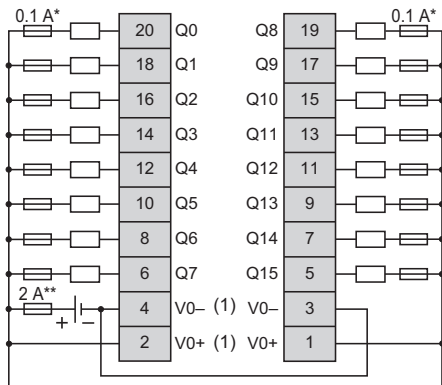 0.1 A* 20 Q0 Q8 19 0.1 A*
18 Q1 Q9 17
16 Q2 Q10 15
14 Q3 Q11 13
12 Q4 Q12 11
10 Q5 Q13 9
8 Q6 Q14 7
6 Q7 Q15 5
2 A** + – 4 V0– (1) V0– 3
2 V0+ (1) V0+ 1